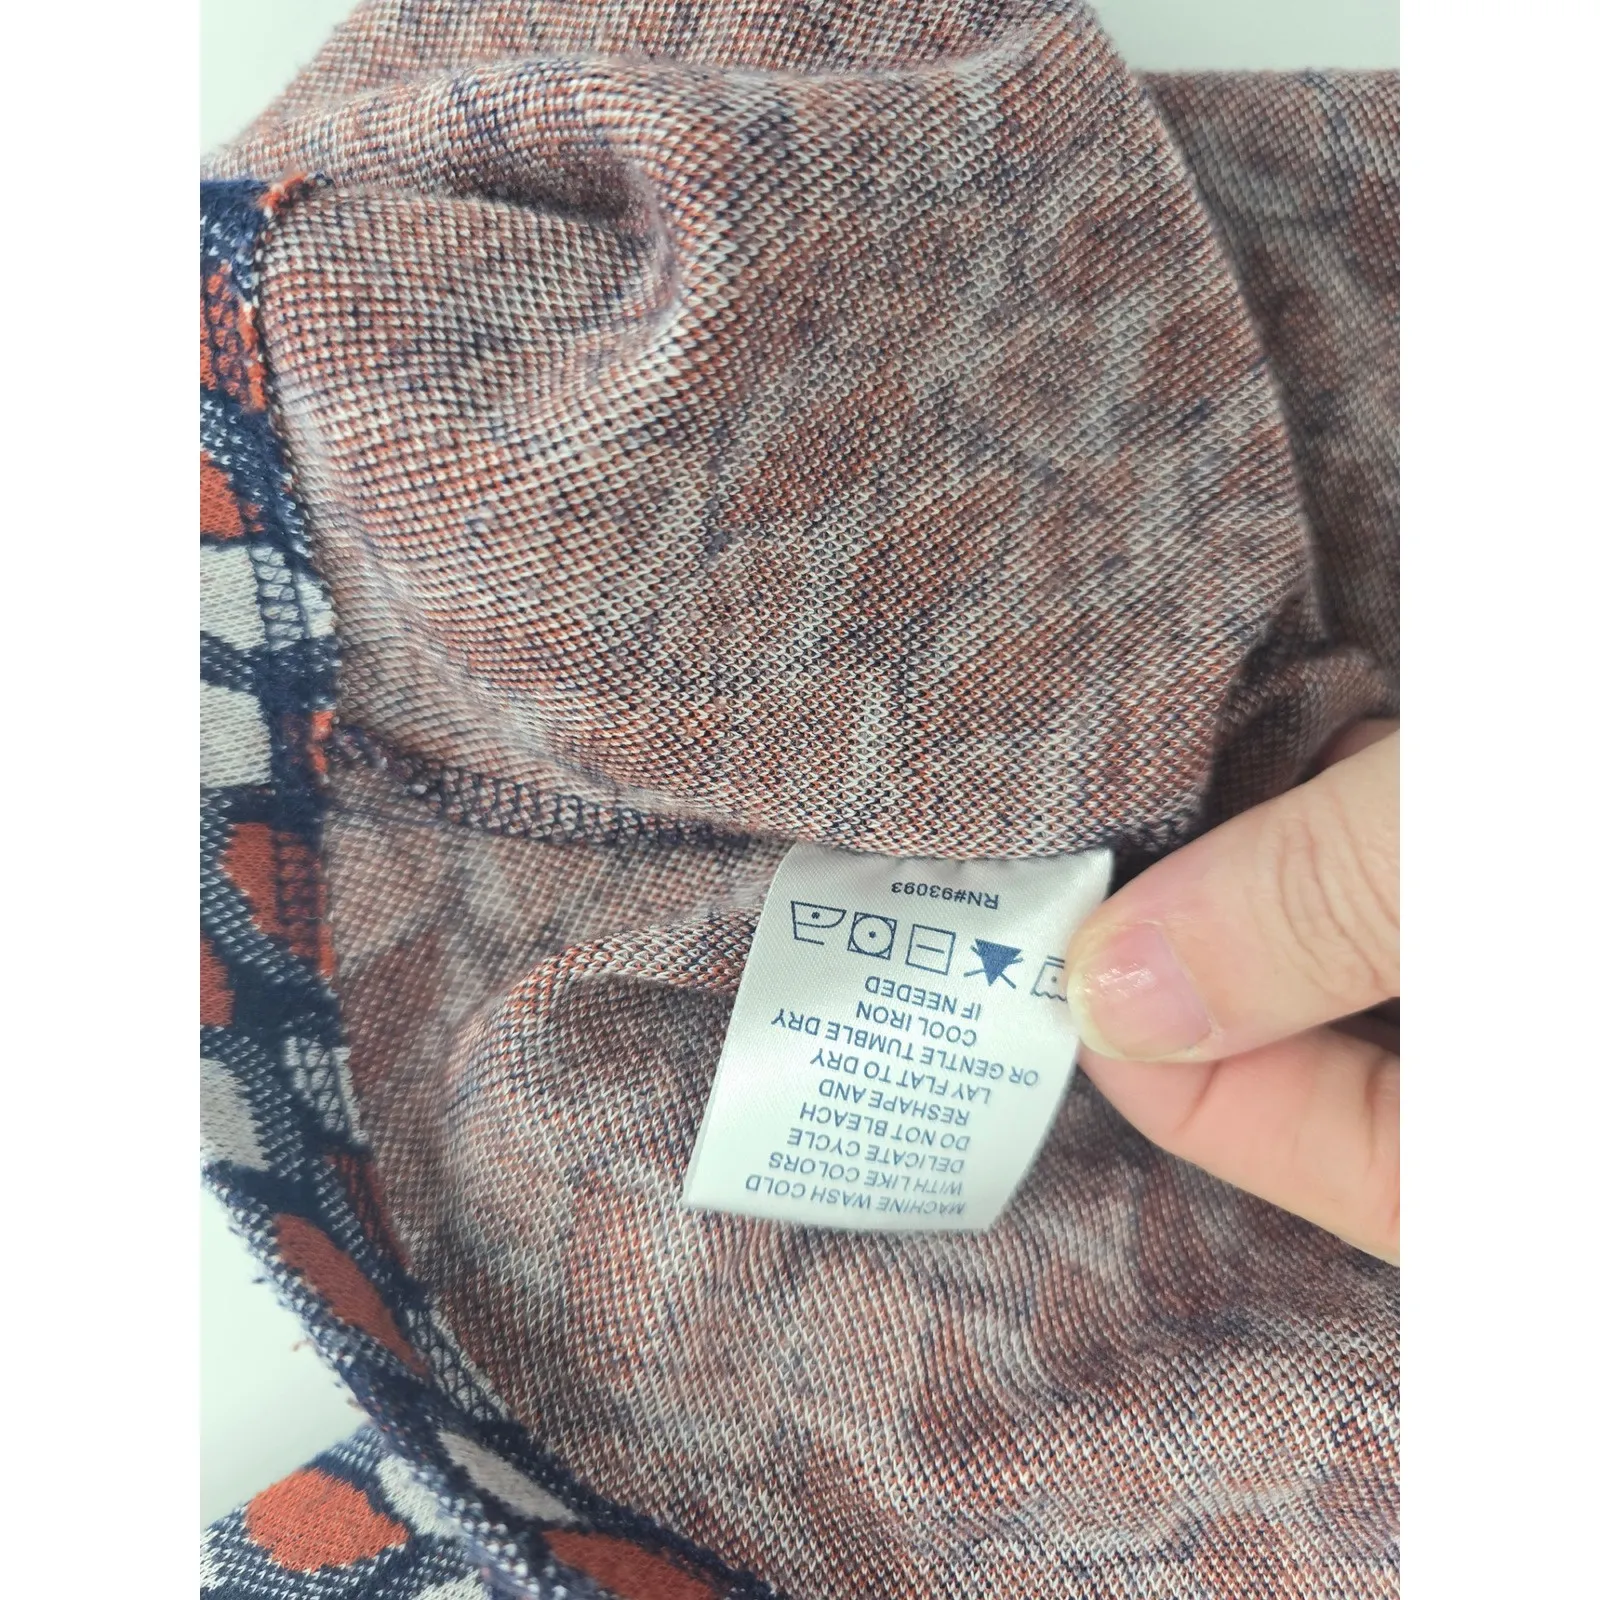 MACHINE WASH COLD
WITH LIKE COLORS
DELICATE CYCLE
DO NOT BLEACH
RESHAPE AND
LAY FLAT TO DRY
OR GENTLE TUMBLE DRY
COOL IRON
IF NEEDED
RN#93093